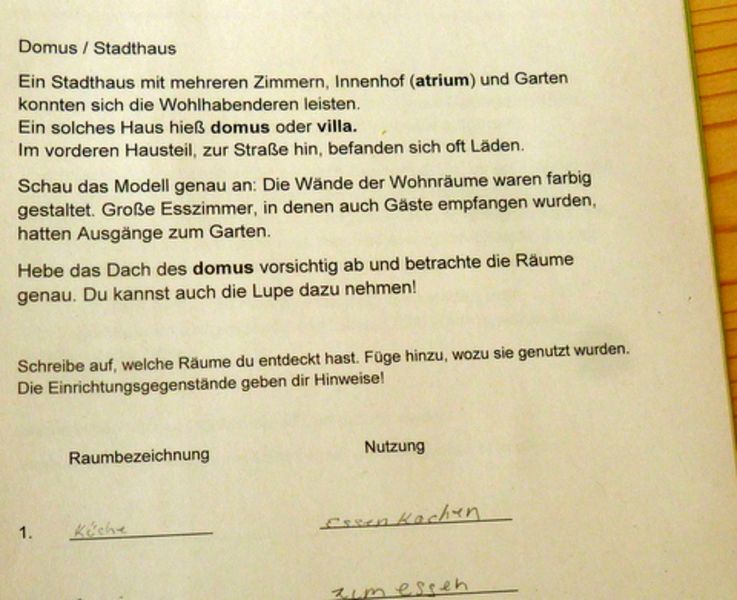 Domus / Stadthaus
Ein Stadthaus mit mehreren Zimmern, Innenhof (atrium) und Garten
konnten sich die Wohlhabenderen leisten.
Ein solches Haus hieß domus oder villa.
Im vorderen Hausteil, zur Straße hin, befanden sich oft Läden.
Schau das Modell genau an: Die Wände der Wohnräume waren farbig
gestaltet. Große Esszimmer, in denen auch Gäste empfangen wurden,
hatten Ausgänge zum Garten.
Hebe das Dach des domus vorsichtig ab und betrachte die Räume
genau. Du kannst auch die Lupe dazu nehmen!
Schreibe auf, welche Räume du entdeckt hast. Füge hinzu, wozu sie genutzt wurden.
Die Einrichtungsgegenstände geben dir Hinweise!
Raumbezeichnung Nutzung
1. Küche Essen Kochen
zum essen